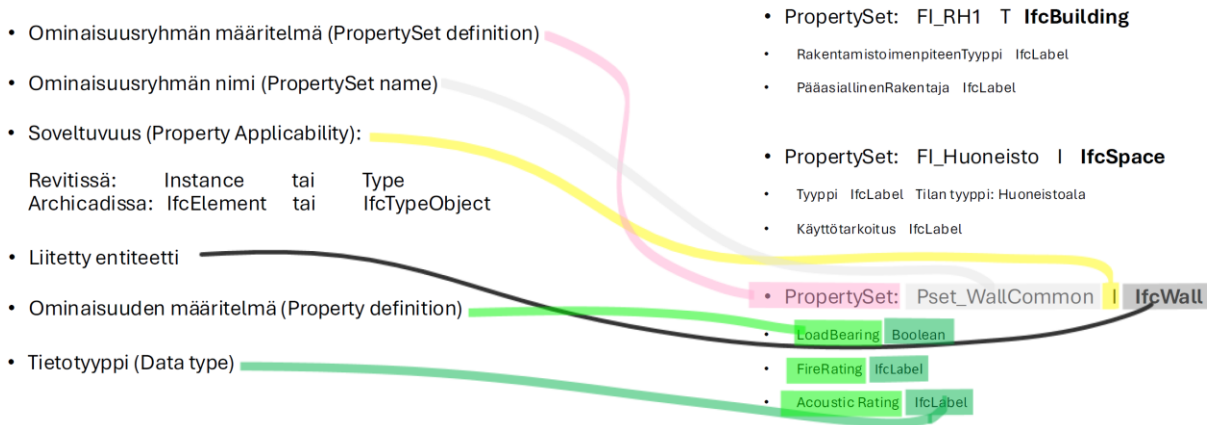 Ominaisuusryhmän määritelmä (PropertySet definition)
Ominaisuusryhmän nimi (PropertySet name)
Soveltuvuus (Property Applicability):
Revitissä: Instance tai Type
Archicadissa: IfcElement tai IfcTypeObject
Liitetty entiteetti
Ominaisuuden määritelmä (Property definition)
Tietotyyppi (Data type)
PropertySet: FI_RH1 T IfcBuilding
RakentamistoimenpiteenTyyppi IfcLabel
PääasiallinenRakentaja IfcLabel
PropertySet: FI_Huoneisto I IfcSpace
Tyyppi IfcLabel Tilan tyyppi: Huoneistoala
Käyttötarkoitus IfcLabel
PropertySet: Pset_WallCommon I IfcWall
LoadBearing Boolean
FireRating IfcLabel
Acoustic Rating IfcLabel